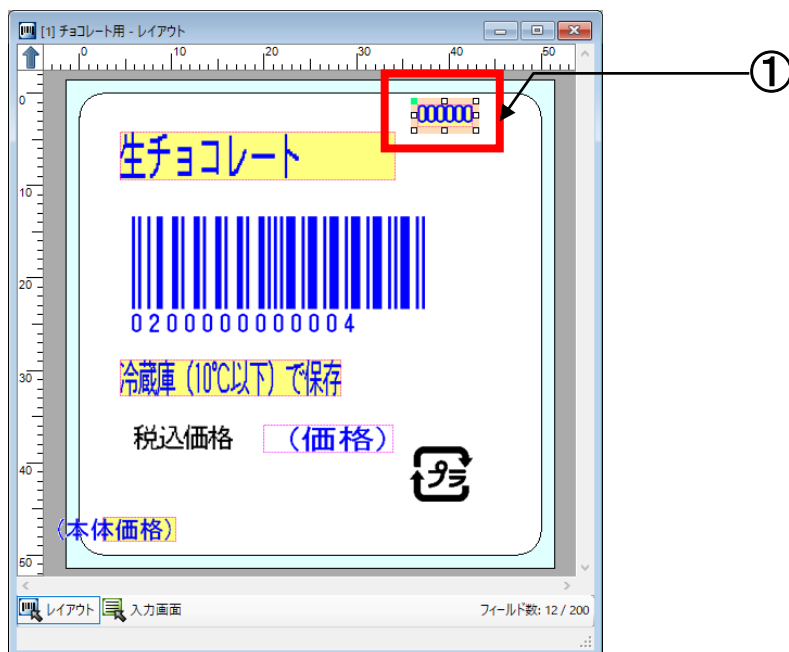 [1] チョコレート用 - レイアウト
0 10 20 30 40 50
①
0
000000
生チョコレート
10
20
020000000004
30
冷蔵庫（10℃以下）で保存
税込価格 （価格）
40
プラ
（本体価格）
50
レイアウト 入力画面 フィールド数: 12 / 200